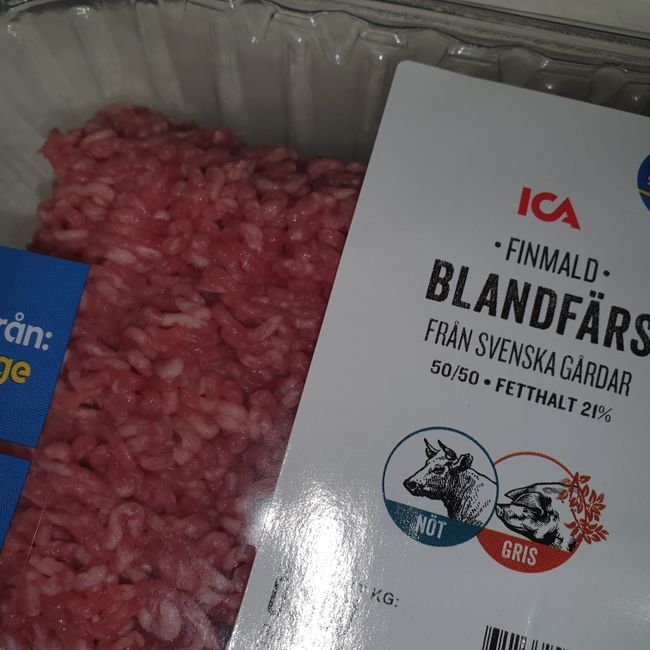 rån:
ge
ICA
• FINMALD •
BLANDFÄRS
FRÅN SVENSKA GÅRDAR
50/50 • FETTHALT 21%
NÖT
GRIS
KG: